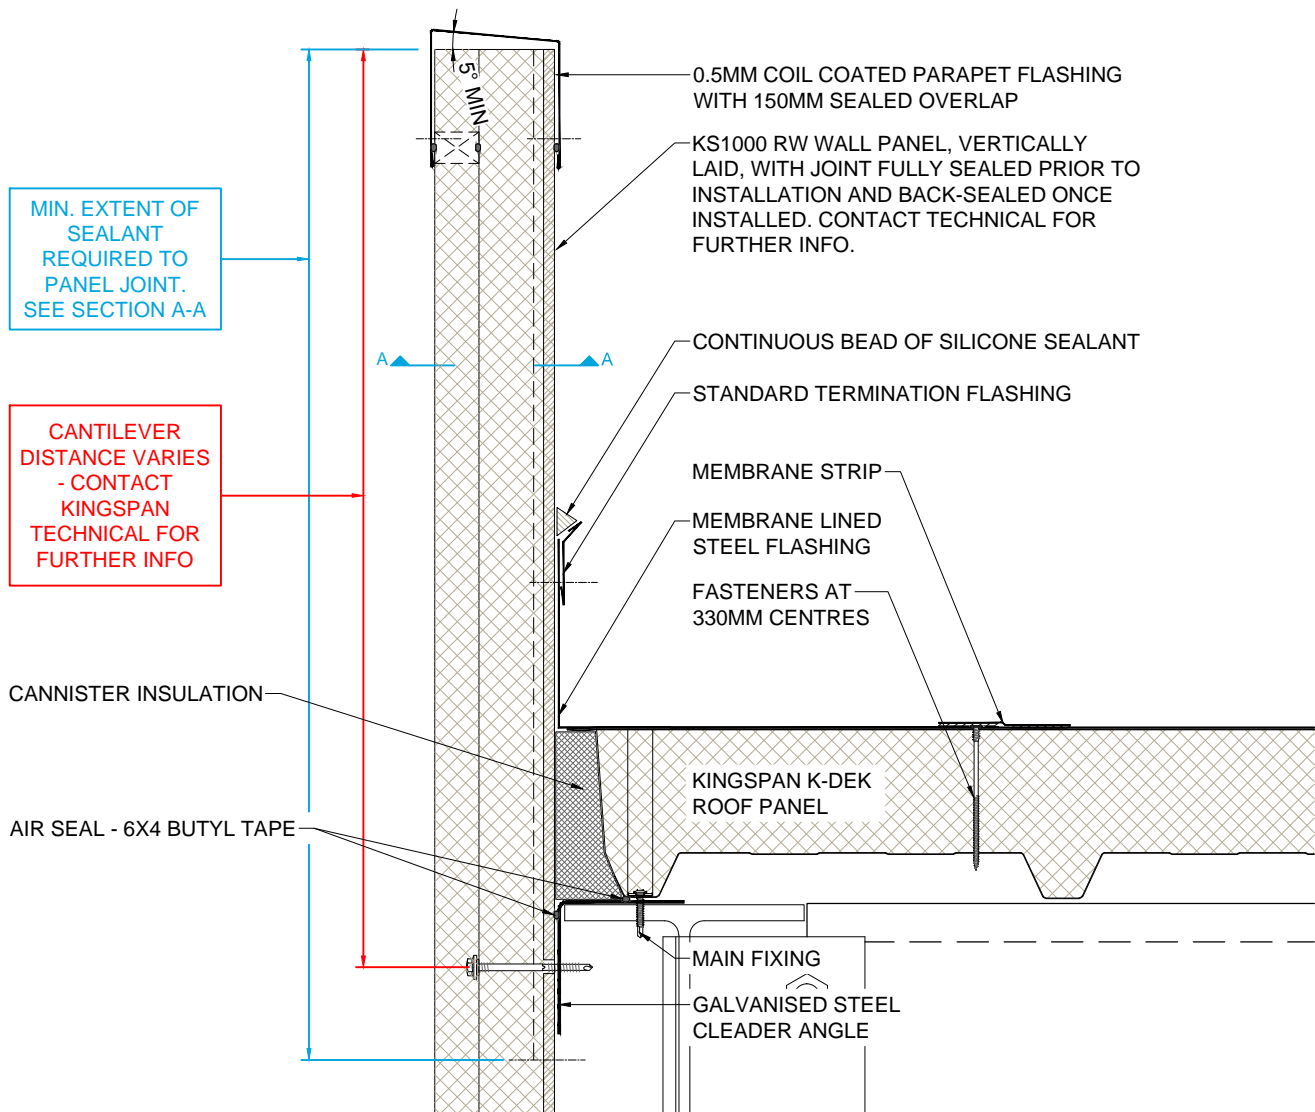 5° MIN
0.5MM COIL COATED PARAPET FLASHING
WITH 150MM SEALED OVERLAP
KS1000 RW WALL PANEL, VERTICALLY
LAID, WITH JOINT FULLY SEALED PRIOR TO
INSTALLATION AND BACK-SEALED ONCE
INSTALLED. CONTACT TECHNICAL FOR
FURTHER INFO.
MIN. EXTENT OF
SEALANT
REQUIRED TO
PANEL JOINT.
SEE SECTION A-A
A
A
CONTINUOUS BEAD OF SILICONE SEALANT
STANDARD TERMINATION FLASHING
CANTILEVER
DISTANCE VARIES
- CONTACT
KINGSPAN
TECHNICAL FOR
FURTHER INFO
MEMBRANE STRIP
MEMBRANE LINED
STEEL FLASHING
FASTENERS AT
330MM CENTRES
CANNISTER INSULATION
KINGSPAN K-DEK
ROOF PANEL
AIR SEAL - 6X4 BUTYL TAPE
MAIN FIXING
GALVANISED STEEL
CLEADER ANGLE